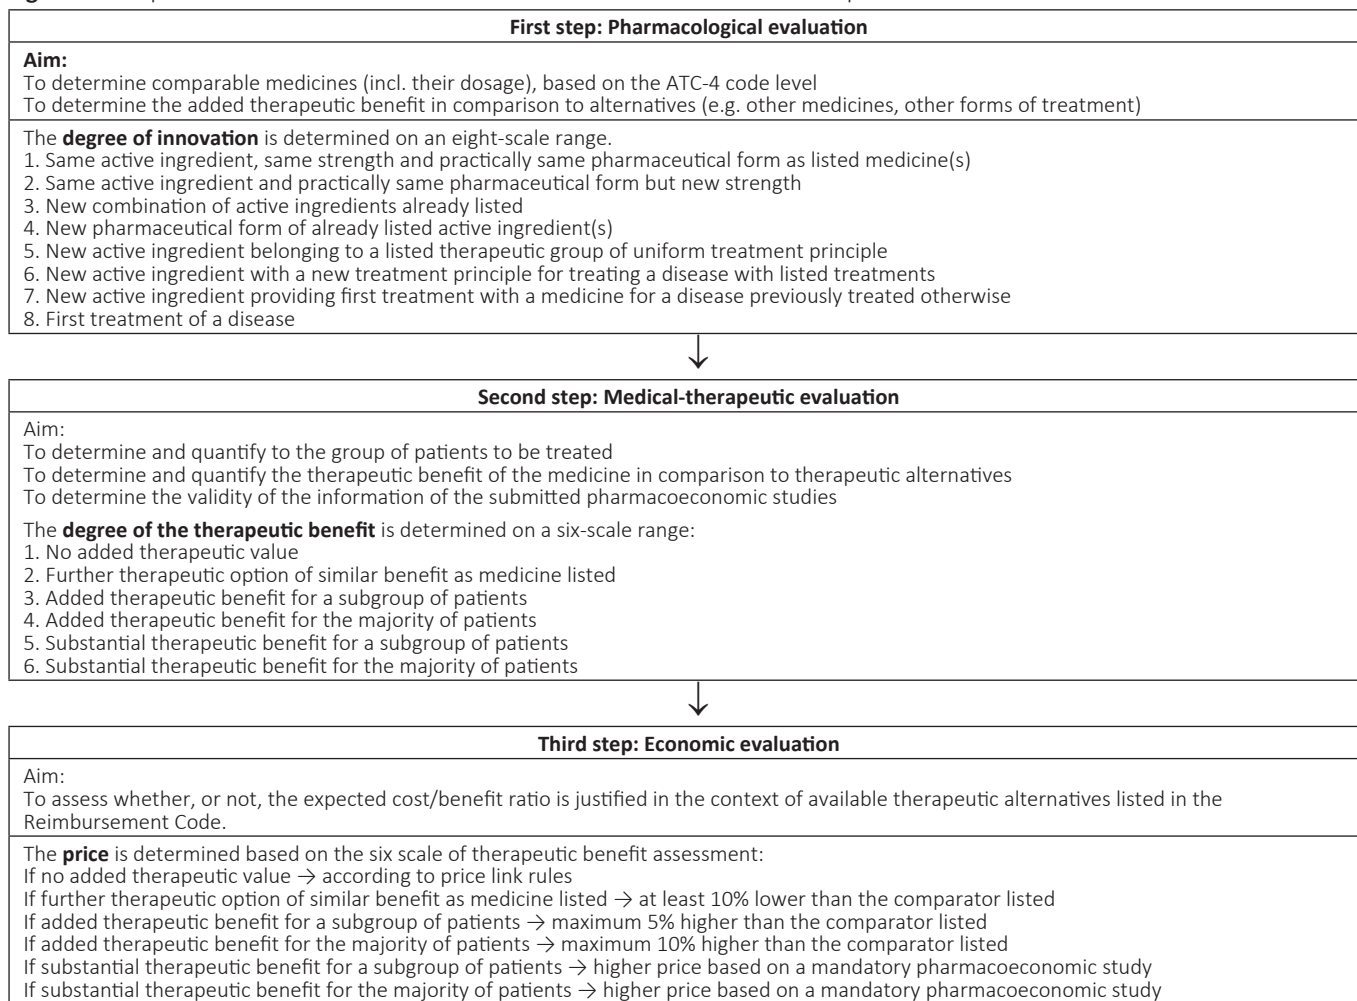 First step: Pharmacological evaluation
Aim:
To determine comparable medicines (incl. their dosage), based on the ATC-4 code level
To determine the added therapeutic benefit in comparison to alternatives (e.g. other medicines, other forms of treatment)
The degree of innovation is determined on an eight-scale range.
1. Same active ingredient, same strength and practically same pharmaceutical form as listed medicine(s)
2. Same active ingredient and practically same pharmaceutical form but new strength
3. New combination of active ingredients already listed
4. New pharmaceutical form of already listed active ingredient(s)
5. New active ingredient belonging to a listed therapeutic group of uniform treatment principle
6. New active ingredient with a new treatment principle for treating a disease with listed treatments
7. New active ingredient providing first treatment with a medicine for a disease previously treated otherwise
8. First treatment of a disease
↓
Second step: Medical-therapeutic evaluation
Aim:
To determine and quantify to the group of patients to be treated
To determine and quantify the therapeutic benefit of the medicine in comparison to therapeutic alternatives
To determine the validity of the information of the submitted pharmacoeconomic studies
The degree of the therapeutic benefit is determined on a six-scale range:
1. No added therapeutic value
2. Further therapeutic option of similar benefit as medicine listed
3. Added therapeutic benefit for a subgroup of patients
4. Added therapeutic benefit for the majority of patients
5. Substantial therapeutic benefit for a subgroup of patients
6. Substantial therapeutic benefit for the majority of patients
↓
Third step: Economic evaluation
Aim:
To assess whether, or not, the expected cost/benefit ratio is justified in the context of available therapeutic alternatives listed in the
Reimbursement Code.
The price is determined based on the six scale of therapeutic benefit assessment:
If no added therapeutic value → according to price link rules
If further therapeutic option of similar benefit as medicine listed → at least 10% lower than the comparator listed
If added therapeutic benefit for a subgroup of patients → maximum 5% higher than the comparator listed
If added therapeutic benefit for the majority of patients → maximum 10% higher than the comparator listed
If substantial therapeutic benefit for a subgroup of patients → higher price based on a mandatory pharmacoeconomic study
If substantial therapeutic benefit for the majority of patients → higher price based on a mandatory pharmacoeconomic study